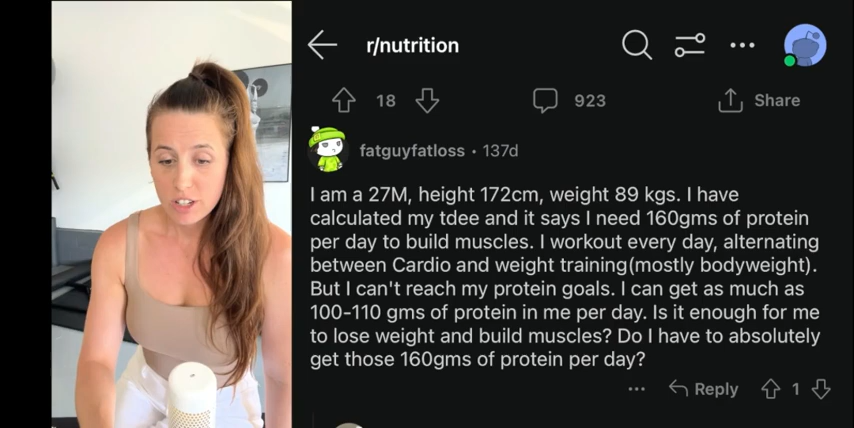 r/nutrition
18
923
Share
fatguyfatloss • 137d
I am a 27M, height 172cm, weight 89 kgs. I have
calculated my tdee and it says I need 160gms of protein
per day to build muscles. I workout every day, alternating
between Cardio and weight training(mostly bodyweight).
But I can't reach my protein goals. I can get as much as
100-110 gms of protein in me per day. Is it enough for me
to lose weight and build muscles? Do I have to absolutely
get those 160gms of protein per day?
Reply
1